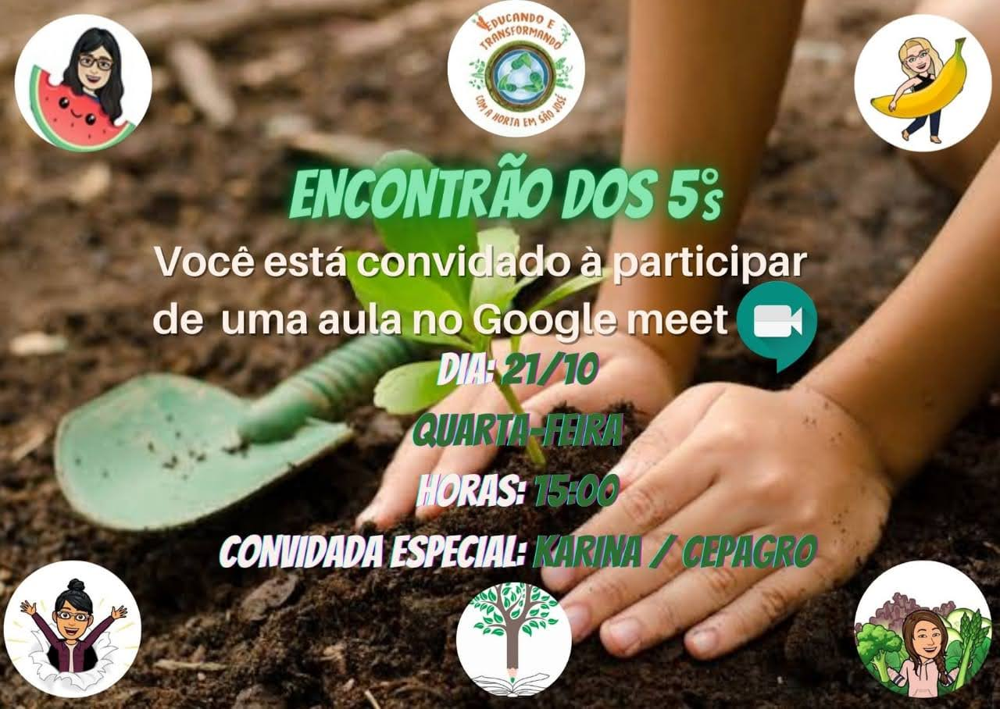 EDUCANDO E
TRANSFORMANDO
COM A HORTA EM SÃO JOSÉ
ENCONTRÃO DOS 5ºs
Você está convidado à participar
de uma aula no Google meet
DIA: 21/10
QUARTA-FEIRA
HORAS: 15:00
CONVIDADA ESPECIAL: KARINA / CEPAGRO